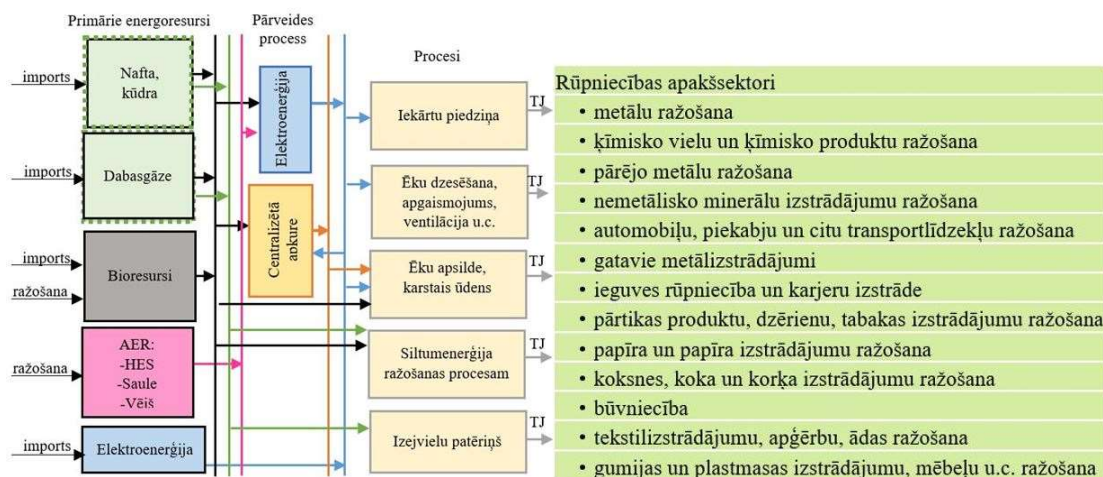 Primārie energoresursi
Pārveides
process
Procesi
imports
Nafta,
kūdra
imports
Dabasgāze
imports
ražošana
Bioresursi
ražošana
AER:
-HES
-Saule
-Vēiš
imports
Elektroenerģija
Elektroenerģija
Centralizētā
apkure
Iekārtu piedziņa
TJ
Ēku dzesēšana,
apgaismojums,
ventilācija u.c.
TJ
Ēku apsilde,
karstais ūdens
TJ
Siltumenerģija
ražošanas procesam
TJ
Izejvielu patēriņš
TJ
Rūpniecības apakšsektori
• metālu ražošana
• ķīmisko vielu un ķīmisko produktu ražošana
• pārējo metālu ražošana
• nemetālisko minerālu izstrādājumu ražošana
• automobiļu, piekabju un citu transportlīdzekļu ražošana
• gatavie metālizstrādājumi
• ieguves rūpniecība un karjeru izstrāde
• pārtikas produktu, dzērienu, tabakas izstrādājumu ražošana
• papīra un papīra izstrādājumu ražošana
• koksnes, koka un korķa izstrādājumu ražošana
• būvniecība
• tekstilizstrādājumu, apģērbu, ādas ražošana
• gumijas un plastmasas izstrādājumu, mēbeļu u.c. ražošana